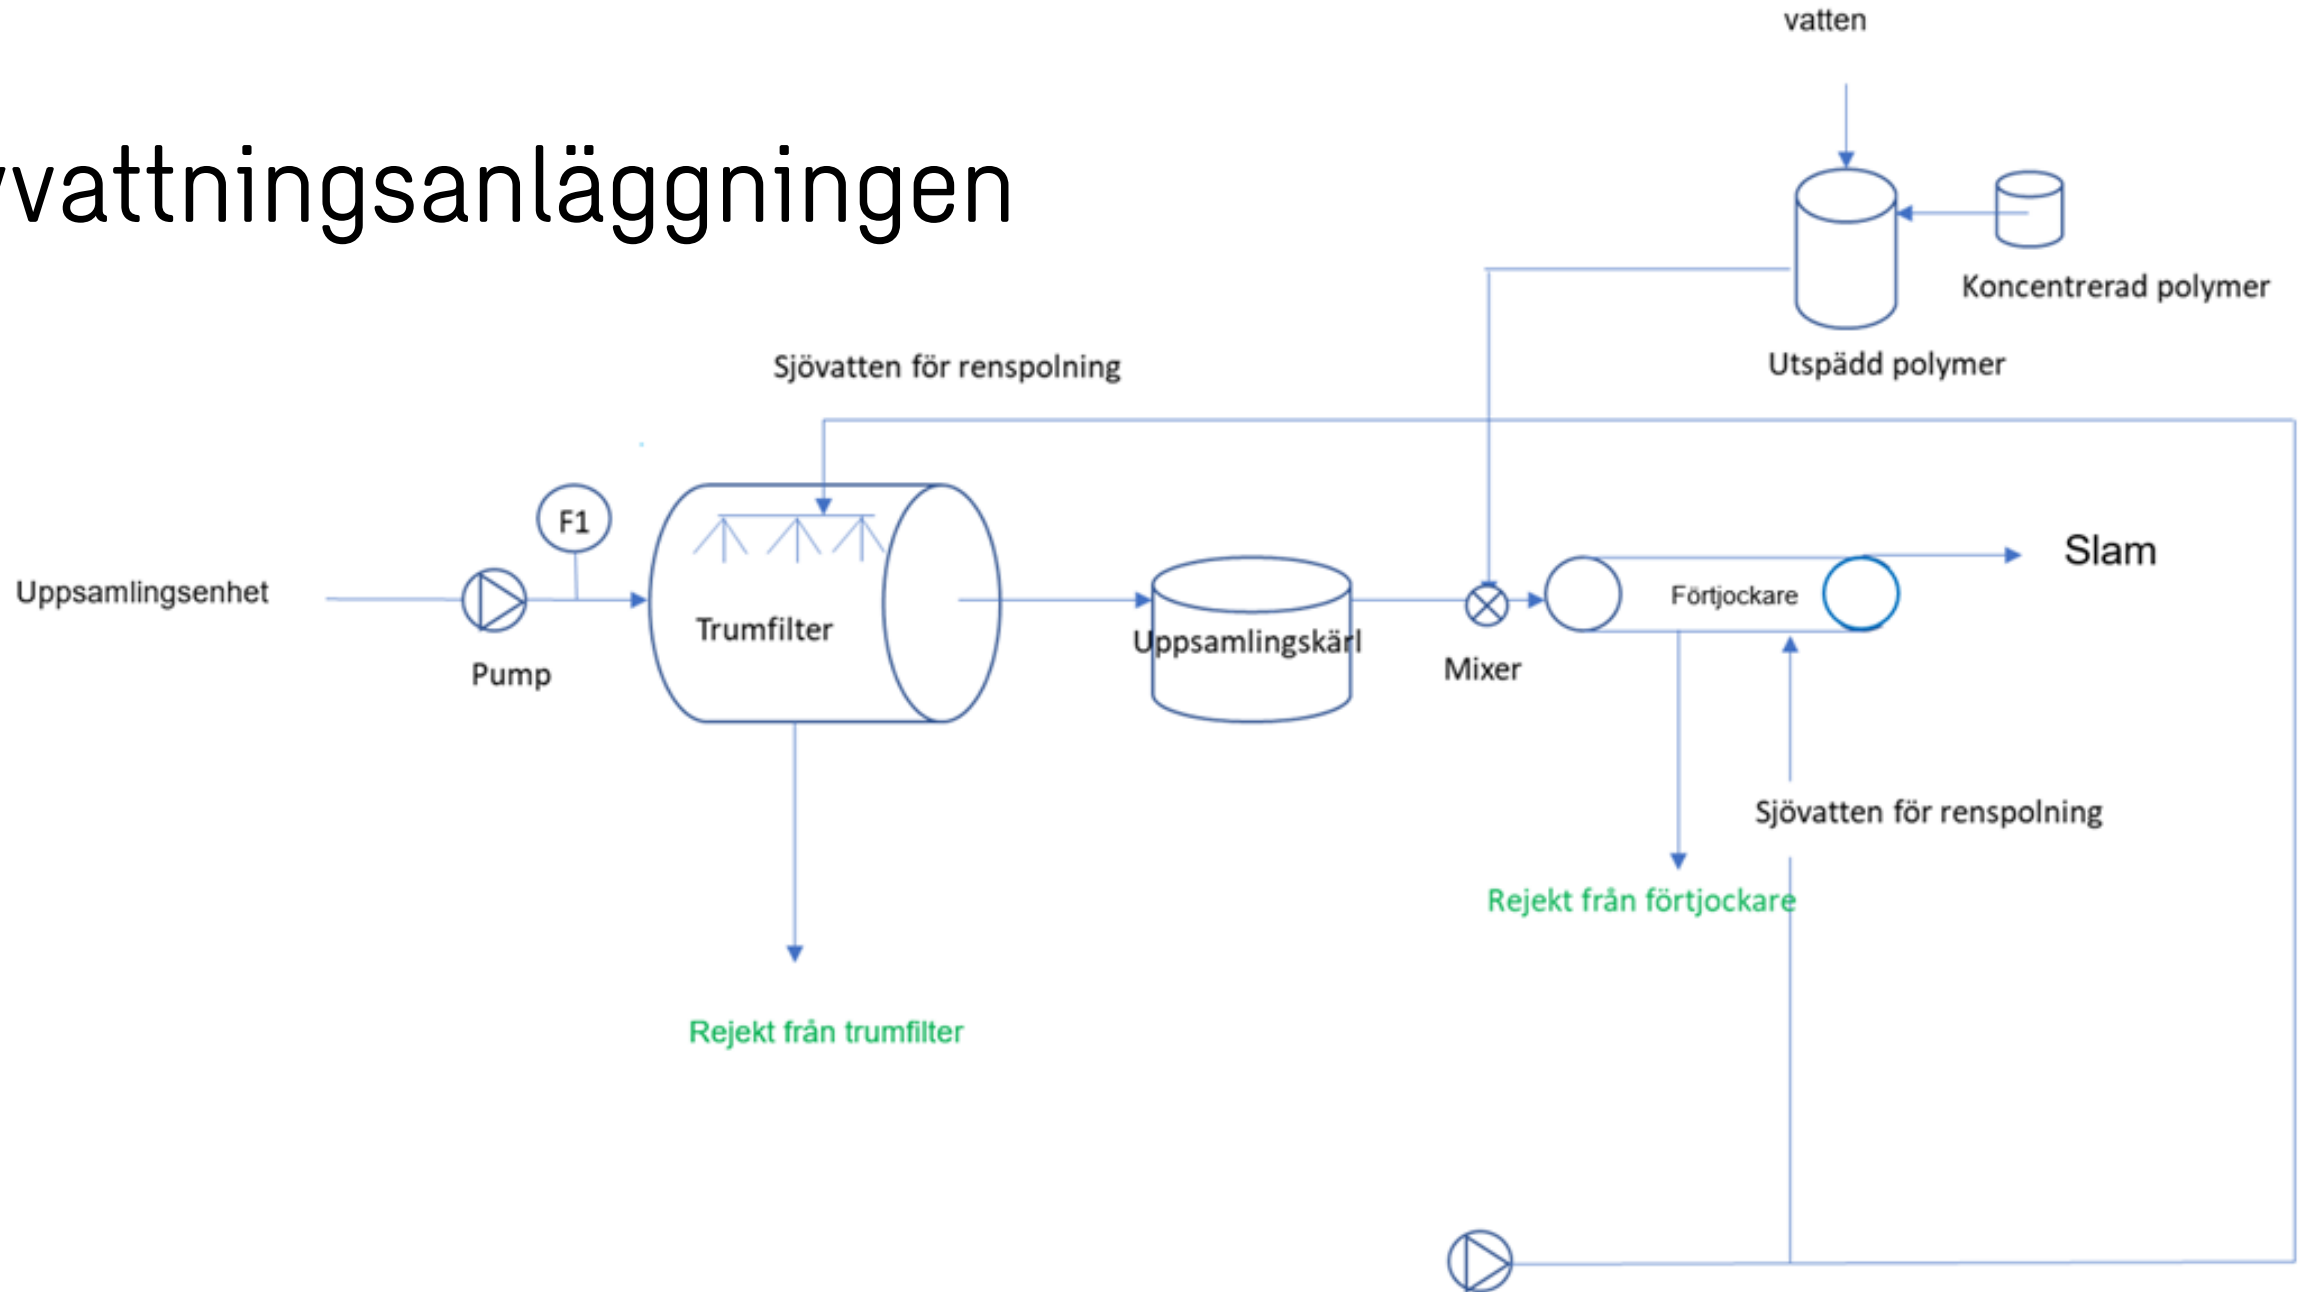 vatten
vvattningsanläggningen
Koncentrerad polymer
Utspädd polymer
Sjövatten för renspolning
F1
Slam
Uppsamlingsenhet
Förtjockare
Trumfilter
Uppsamlingskärl
Mixer
Pump
Sjövatten för renspolning
Rejekt från förtjockare
Rejekt från trumfilter